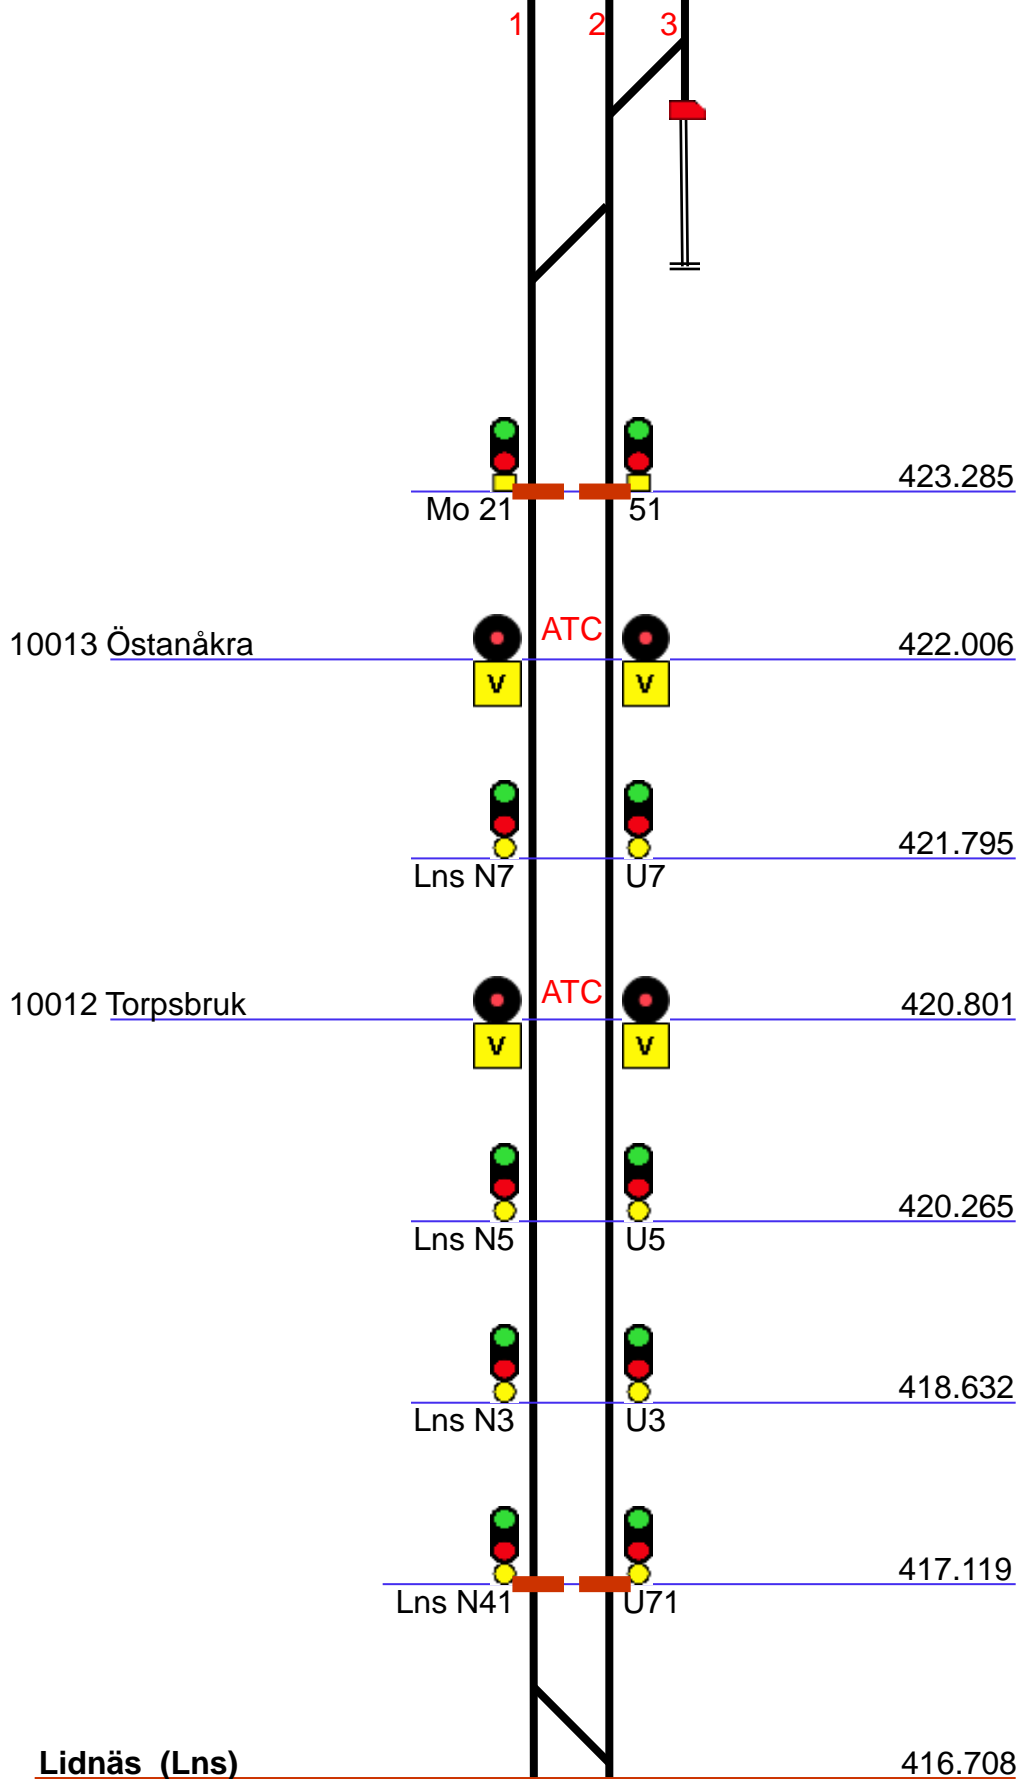 1 2 3
423.285
Mo 21 51
10013 Östanåkra ATC 422.006
V V
421.795
Lns N7 U7
10012 Torpsbruk ATC 420.801
V V
420.265
Lns N5 U5
418.632
Lns N3 U3
417.119
Lns N41 U71
Lidnäs (Lns) 416.708